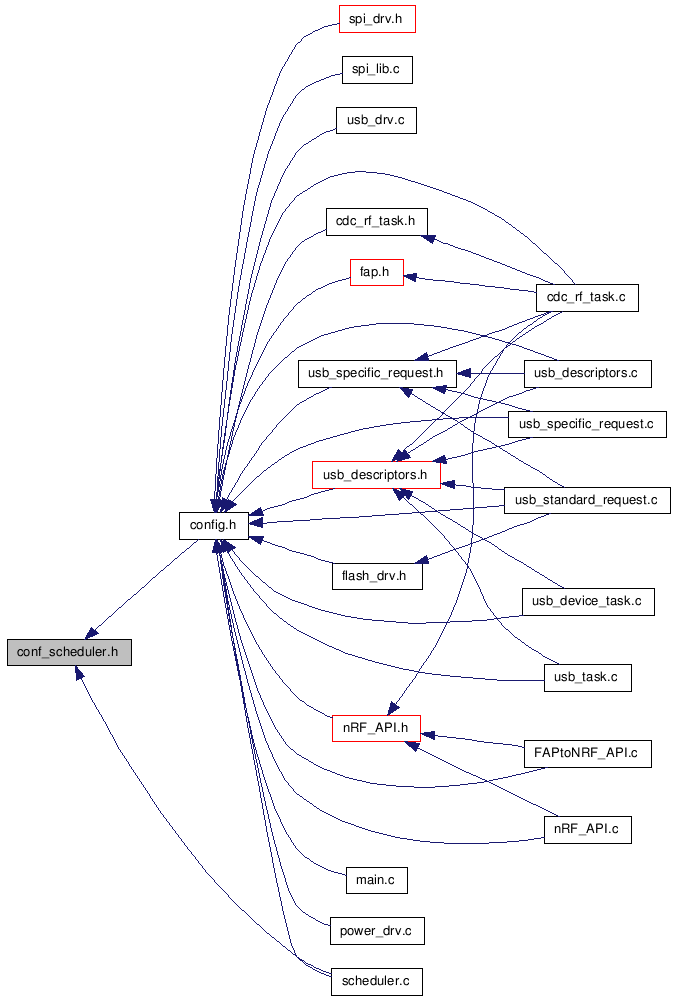 spi_drv.h
spi_lib.c
usb_drv.c
cdc_rf_task.h
fap.h
cdc_rf_task.c
usb_specific_request.h
usb_descriptors.c
usb_specific_request.c
usb_descriptors.h
usb_standard_request.c
config.h
flash_drv.h
usb_device_task.c
conf_scheduler.h
usb_task.c
nRF_API.h
FAPtoNRF_API.c
nRF_API.c
main.c
power_drv.c
scheduler.c